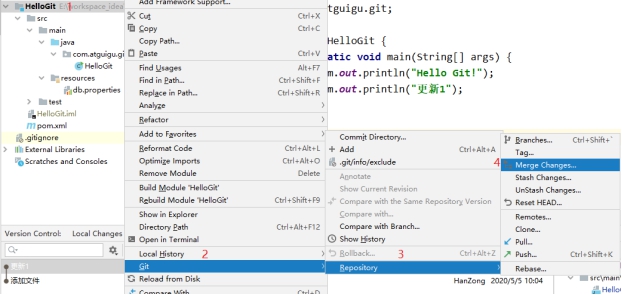 HelloGit
1
src
main
java
com.atguigu.g
HelloGit
resources
db.properties
test
HelloGit.iml
pom.xml
.gitignore
External Libraries
Scratches and Consoles
Version Control:
Local Changes
更新1
添加文件
Add Framework Support...
Cut Ctrl+X
Copy Ctrl+C
Copy Path...
Paste Ctrl+V
Find Usages Alt+F7
Find in Path... Ctrl+Shift+F
Replace in Path... Ctrl+Shift+R
Analyze
Refactor
Add to Favorites
Reformat Code Ctrl+Alt+L
Optimize Imports Ctrl+Alt+O
Remove Module Delete
Build Module 'HelloGit'
Rebuild Module 'HelloGit' Ctrl+Shift+F9
Show in Explorer
Directory Path Ctrl+Alt+F12
Open in Terminal
Local History 2
Git
Reload from Disk
Compare With... Ctrl+D
tguigu.git;
HelloGit {
atic void main(String[] args) {
m.out.println("Hello Git!");
m.out.println("更新1");
Commit Directory...
Add Ctrl+Alt+A
.git/info/exclude 4
Annotate
Show Current Revision
Compare with the Same Repository Version
Compare with...
Compare with Branch...
Show History
Rollback... 3 Ctrl+Alt+Z
Repository
Branches... Ctrl+Shift+`
Tag...
Merge Changes...
Stash Changes...
UnStash Changes...
Reset HEAD...
Remotes...
Clone...
Pull...
Push... Ctrl+Shift+K
Rebase...
HanZong 2020/5/5 10:04
src\main\
Hello